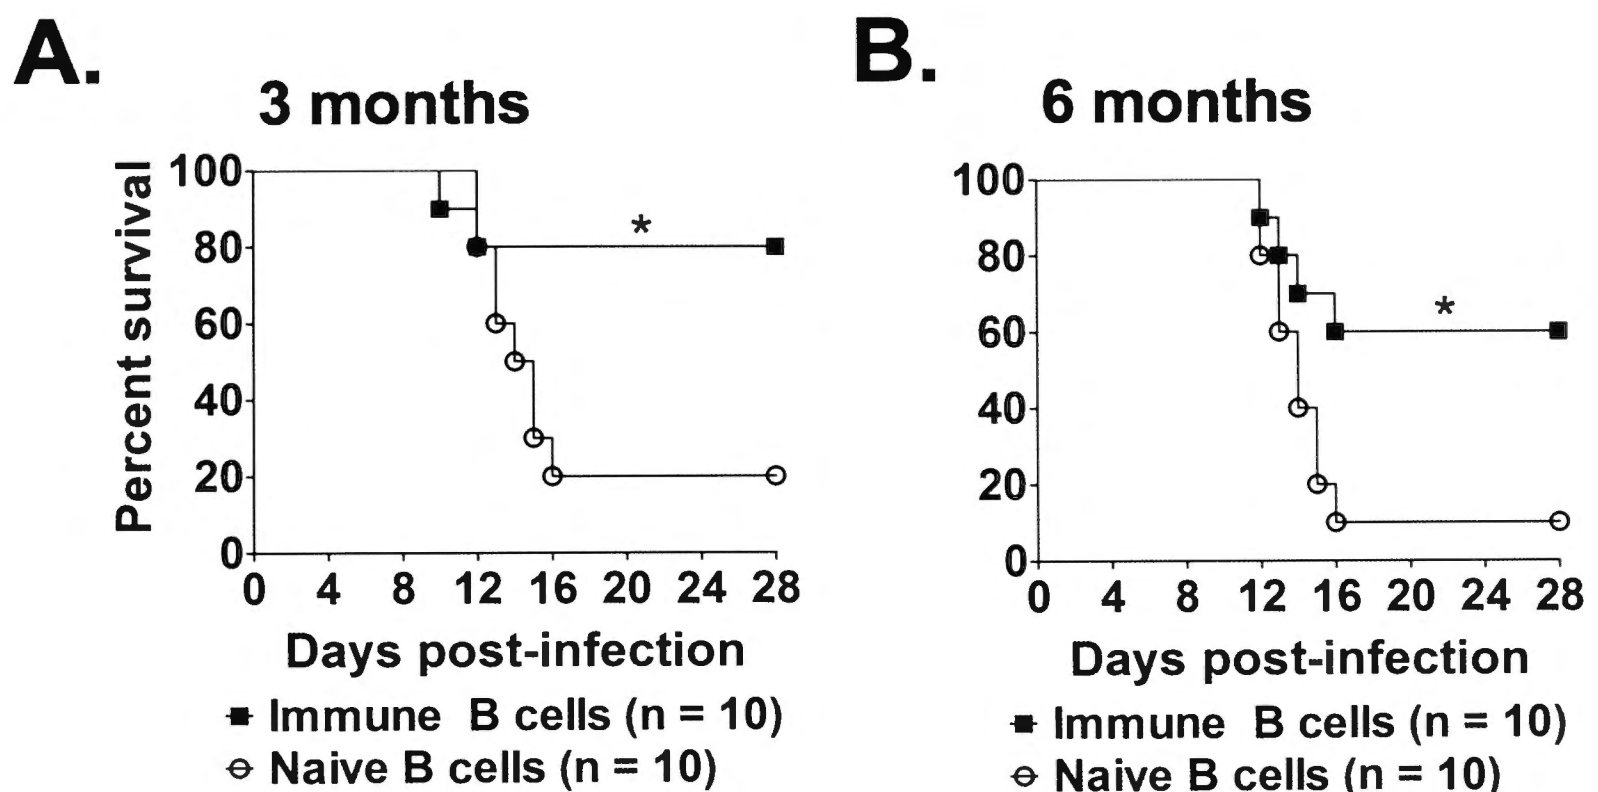 A.
3 months
Percent survival
100
80
60
40
20
0
*
0 4 8 12 16 20 24 28
Days post-infection
Immune B cells (n = 10)
Naive B cells (n = 10)
B.
6 months
100
80
60
40
20
0
*
0 4 8 12 16 20 24 28
Days post-infection
Immune B cells (n = 10)
Naive B cells (n = 10)